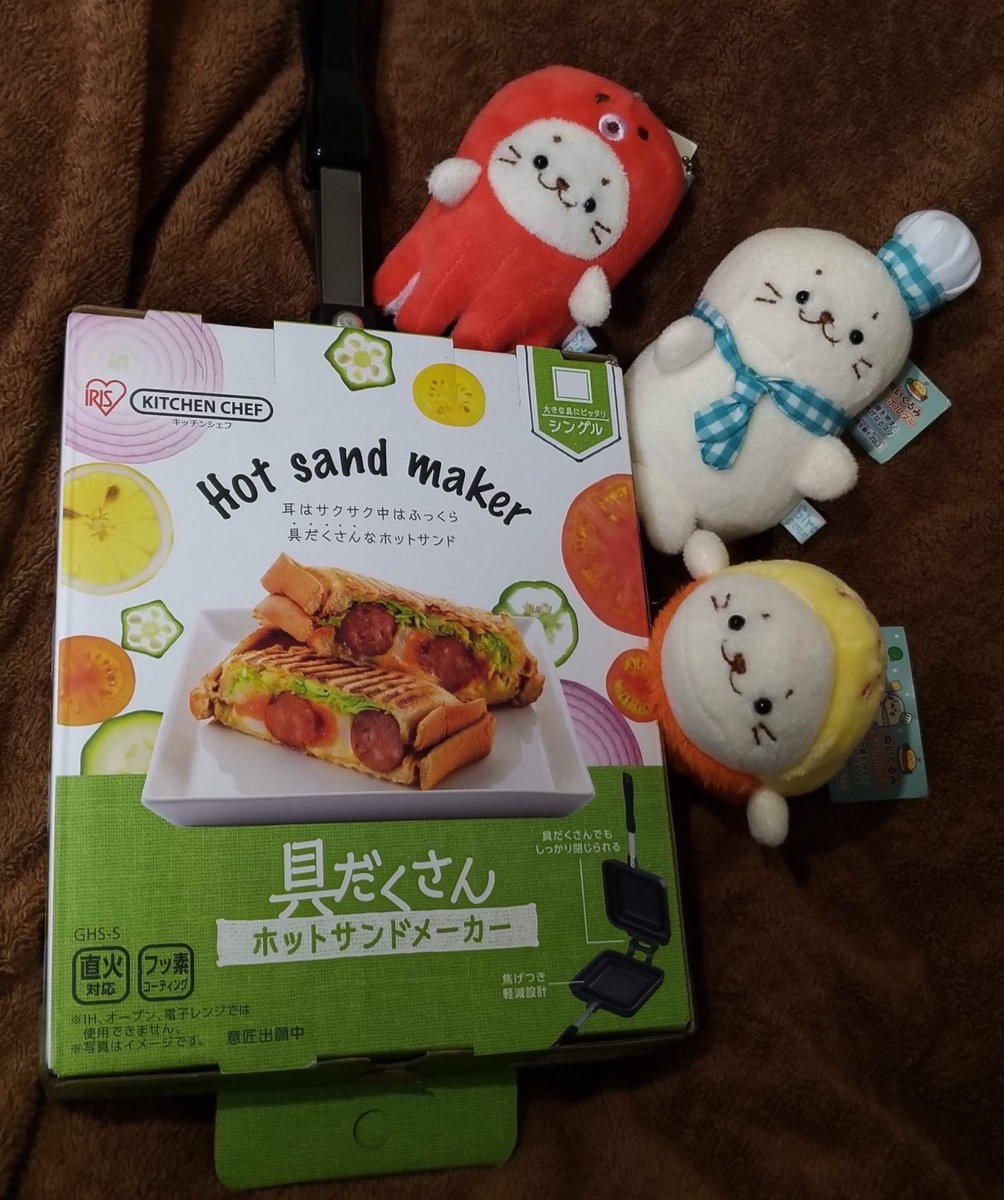 IRIS
KITCHEN CHEF
キッチンシェフ
大きな具にピッタリ
シングル
Hot sand maker
耳はサクサク中はふっくら
具だくさんなホットサンド
具だくさんでも
しっかり閉じられる
具だくさん
ホットサンドメーカー
GHS-S
直火
対応
フッ素
コーティング
焦げつき
軽減設計
※IH、オーブン、電子レンジでは
使用できません。
※写真はイメージです。
意匠出願中